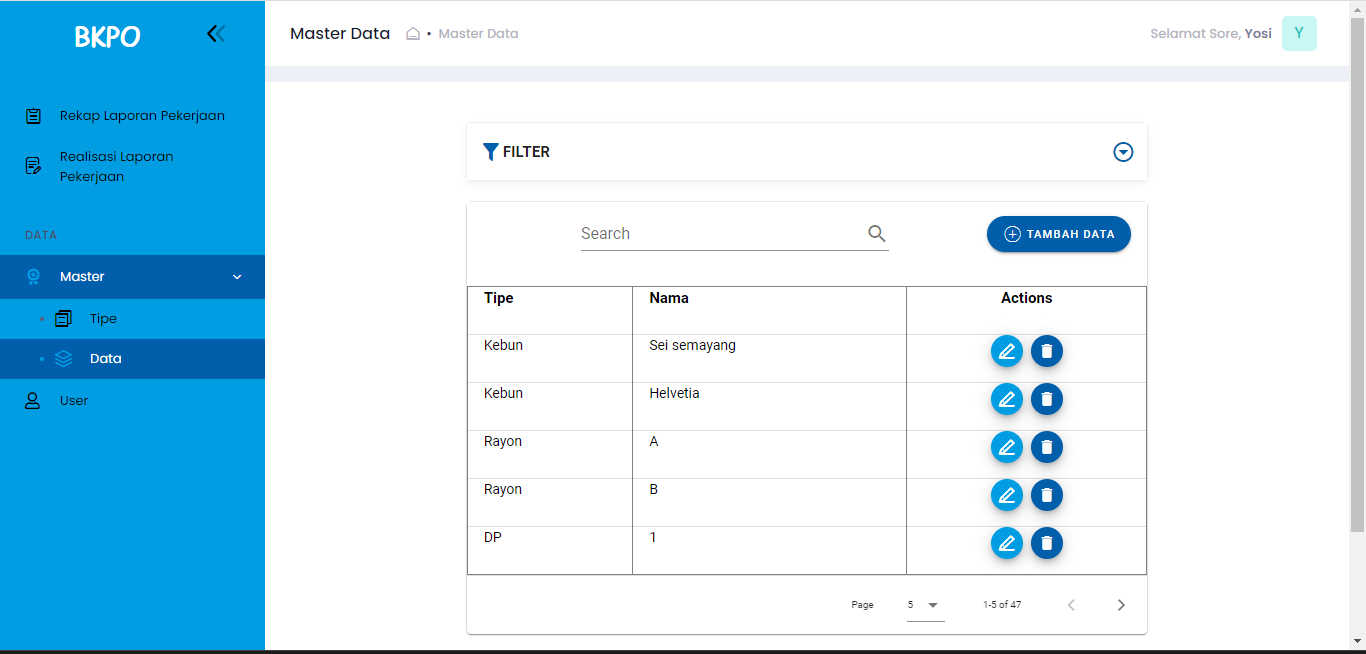 BKPO
Rekap Laporan Pekerjaan
Realisasi Laporan
Pekerjaan
DATA
Master
Tipe
Data
User
Master Data • Master Data
Selamat Sore, Yosi Y
FILTER
Search
TAMBAH DATA
Tipe Nama Actions
Kebun Sei semayang
Kebun Helvetia
Rayon A
Rayon B
DP 1
Page 5 1-5 of 47